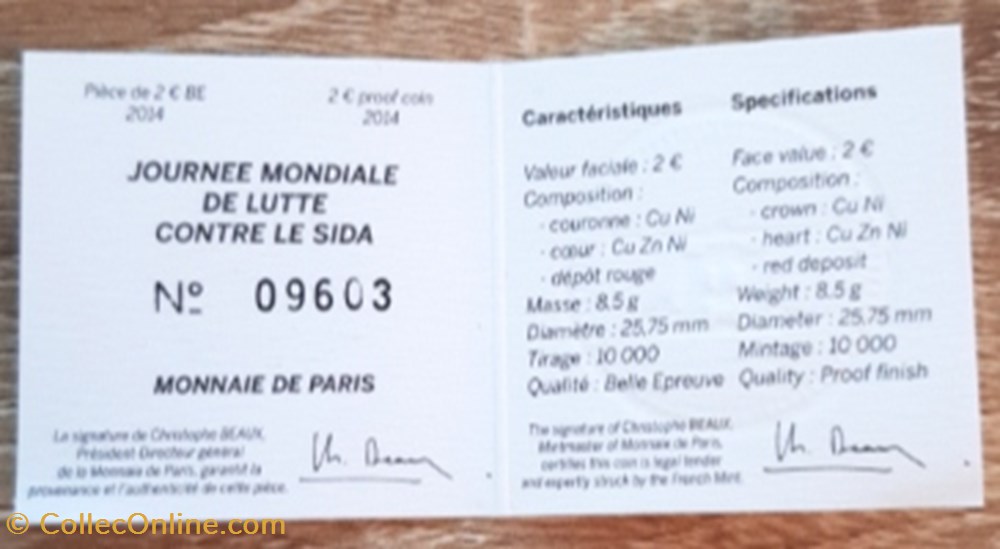 Pièce de 2 € BE
2014
2 € proof coin
2014
JOURNEE MONDIALE
DE LUTTE
CONTRE LE SIDA
Nº 09603
MONNAIE DE PARIS
La signature de Christophe BEAUX,
Président-Directeur général
de la Monnaie de Paris, garantit la
provenance et l'authenticité de cette pièce.
Ch. Beaux
Caractéristiques
Valeur faciale : 2 €
Composition :
- couronne : Cu Ni
- cœur : Cu Zn Ni
- dépôt rouge
Masse : 8.5 g
Diamètre : 25,75 mm
Tirage : 10 000
Qualité : Belle Epreuve
Specifications
Face value : 2 €
Composition :
- crown : Cu Ni
- heart : Cu Zn Ni
- red deposit
Weight : 8.5 g
Diameter : 25.75 mm
Mintage : 10 000
Quality : Proof finish
The signature of Christophe BEAUX,
Mintmaster of Monnaie de Paris,
certifies this coin is legal tender
and expertly struck by the French Mint.
Ch. Beaux
© CollecOnline.com